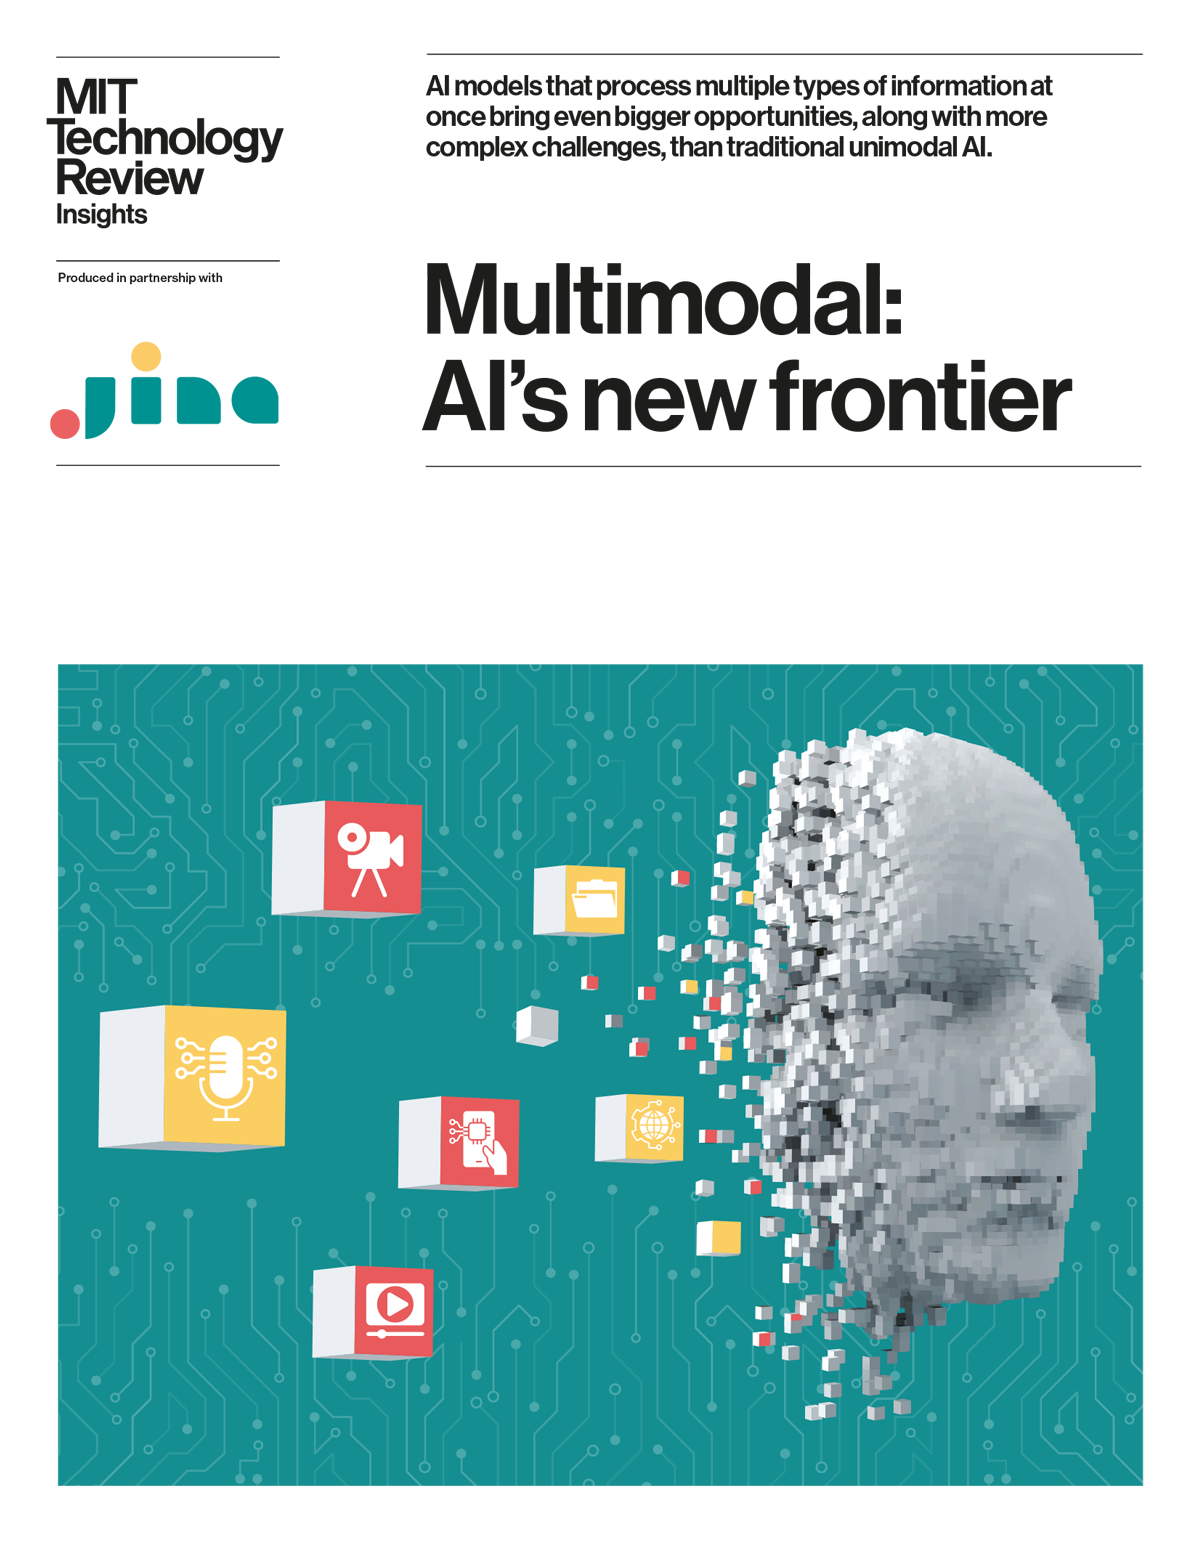 MIT
Technology
Review
Insights
Produced in partnership with
jina
AI models that process multiple types of information at
once bring even bigger opportunities, along with more
complex challenges, than traditional unimodal AI.
Multimodal:
AI’s new frontier